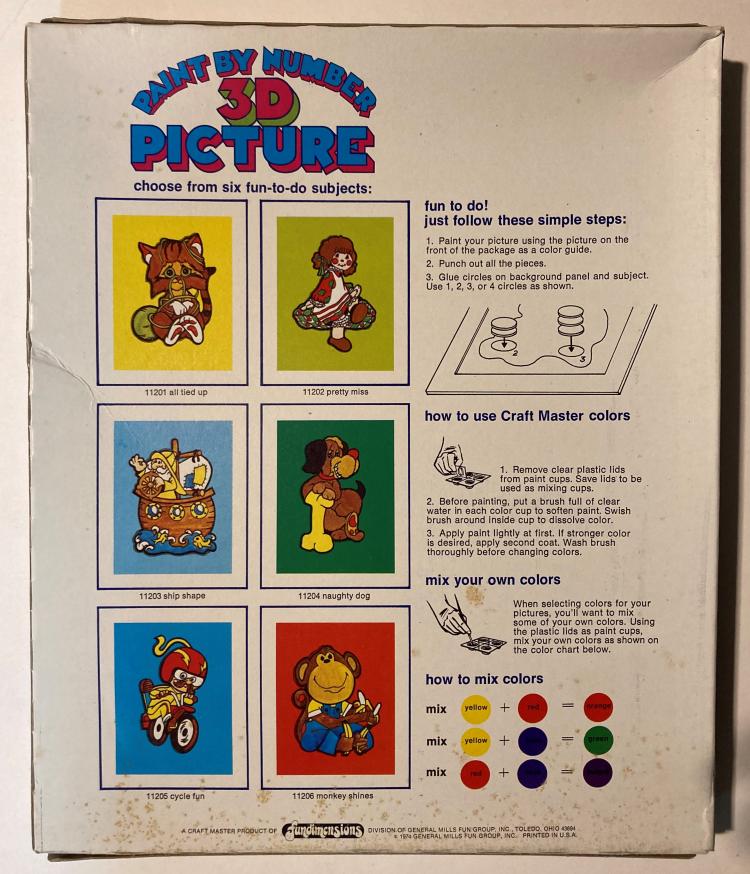 PAINT BY NUMBER
3D
PICTURE
choose from six fun-to-do subjects:
11201 all tied up
11202 pretty miss
11203 ship shape
11204 naughty dog
11205 cycle fun
11206 monkey shines
fun to do!
just follow these simple steps:
1. Paint your picture using the picture on the
front of the package as a color guide.
2. Punch out all the pieces.
3. Glue circles on background panel and subject.
Use 1, 2, 3, or 4 circles as shown.
2
3
how to use Craft Master colors
1. Remove clear plastic lids
from paint cups. Save lids to be
used as mixing cups.
2. Before painting, put a brush full of clear
water in each color cup to soften paint. Swish
brush around inside cup to dissolve color.
3. Apply paint lightly at first. If stronger color
is desired, apply second coat. Wash brush
thoroughly before changing colors.
mix your own colors
When selecting colors for your
pictures, you'll want to mix
some of your own colors. Using
the plastic lids as paint cups,
mix your own colors as shown on
the color chart below.
how to mix colors
mix yellow + red = orange
mix yellow + blue = green
mix red + blue = purple
A CRAFT MASTER PRODUCT OF fundimensions DIVISION OF GENERAL MILLS FUN GROUP, INC., TOLEDO, OHIO 43694
© 1974 GENERAL MILLS FUN GROUP, INC. PRINTED IN U.S.A.